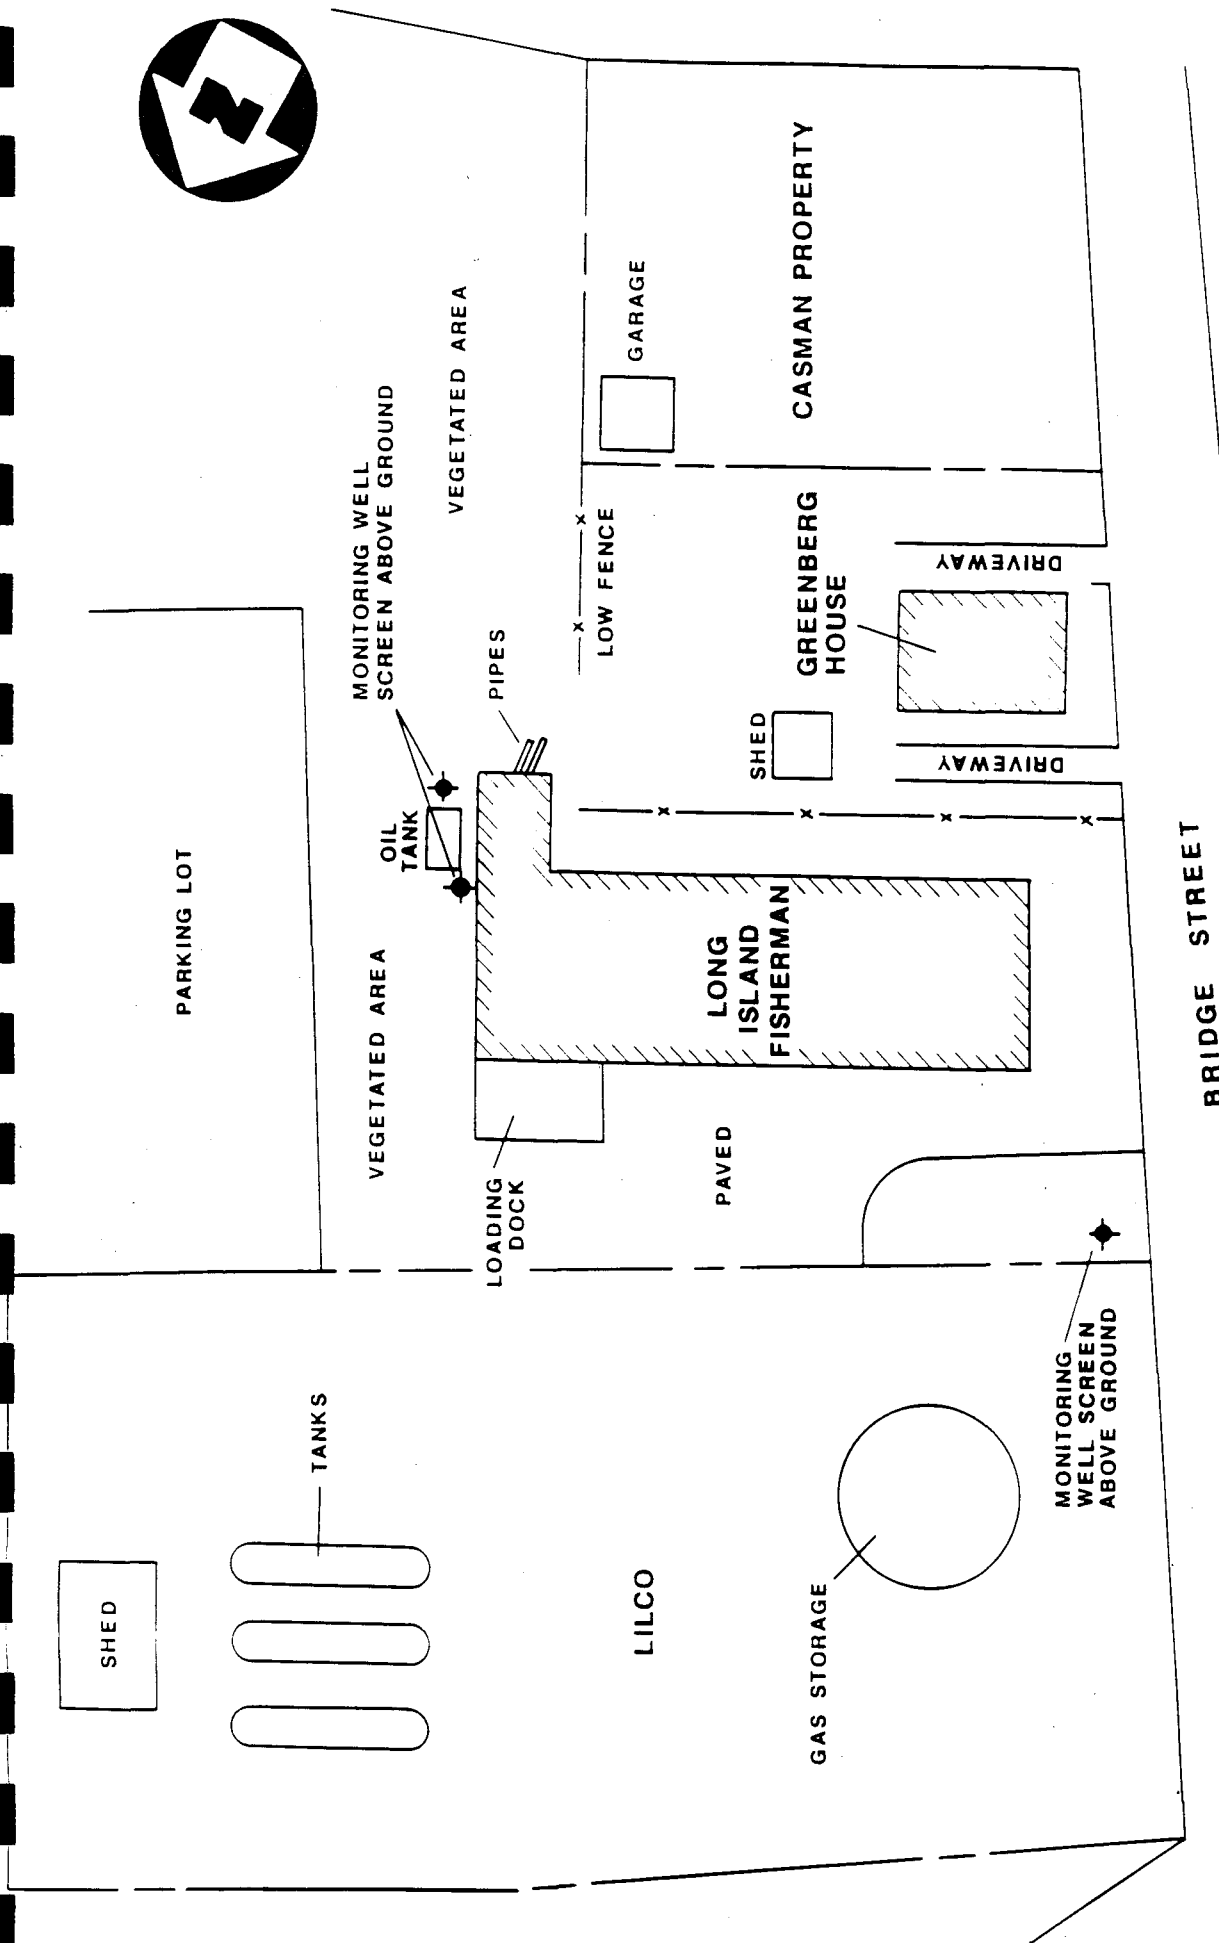 N
PARKING LOT
VEGETATED AREA
MONITORING WELL
SCREEN ABOVE GROUND
VEGETATED AREA
OIL
TANK
PIPES
LOW FENCE
GARAGE
CASMAN PROPERTY
GREENBERG
HOUSE
SHED
DRIVEWAY
DRIVEWAY
LONG
ISLAND
FISHERMAN
LOADING
DOCK
PAVED
SHED
TANKS
LILCO
GAS STORAGE
MONITORING
WELL SCREEN
ABOVE GROUND
BRIDGE STREET